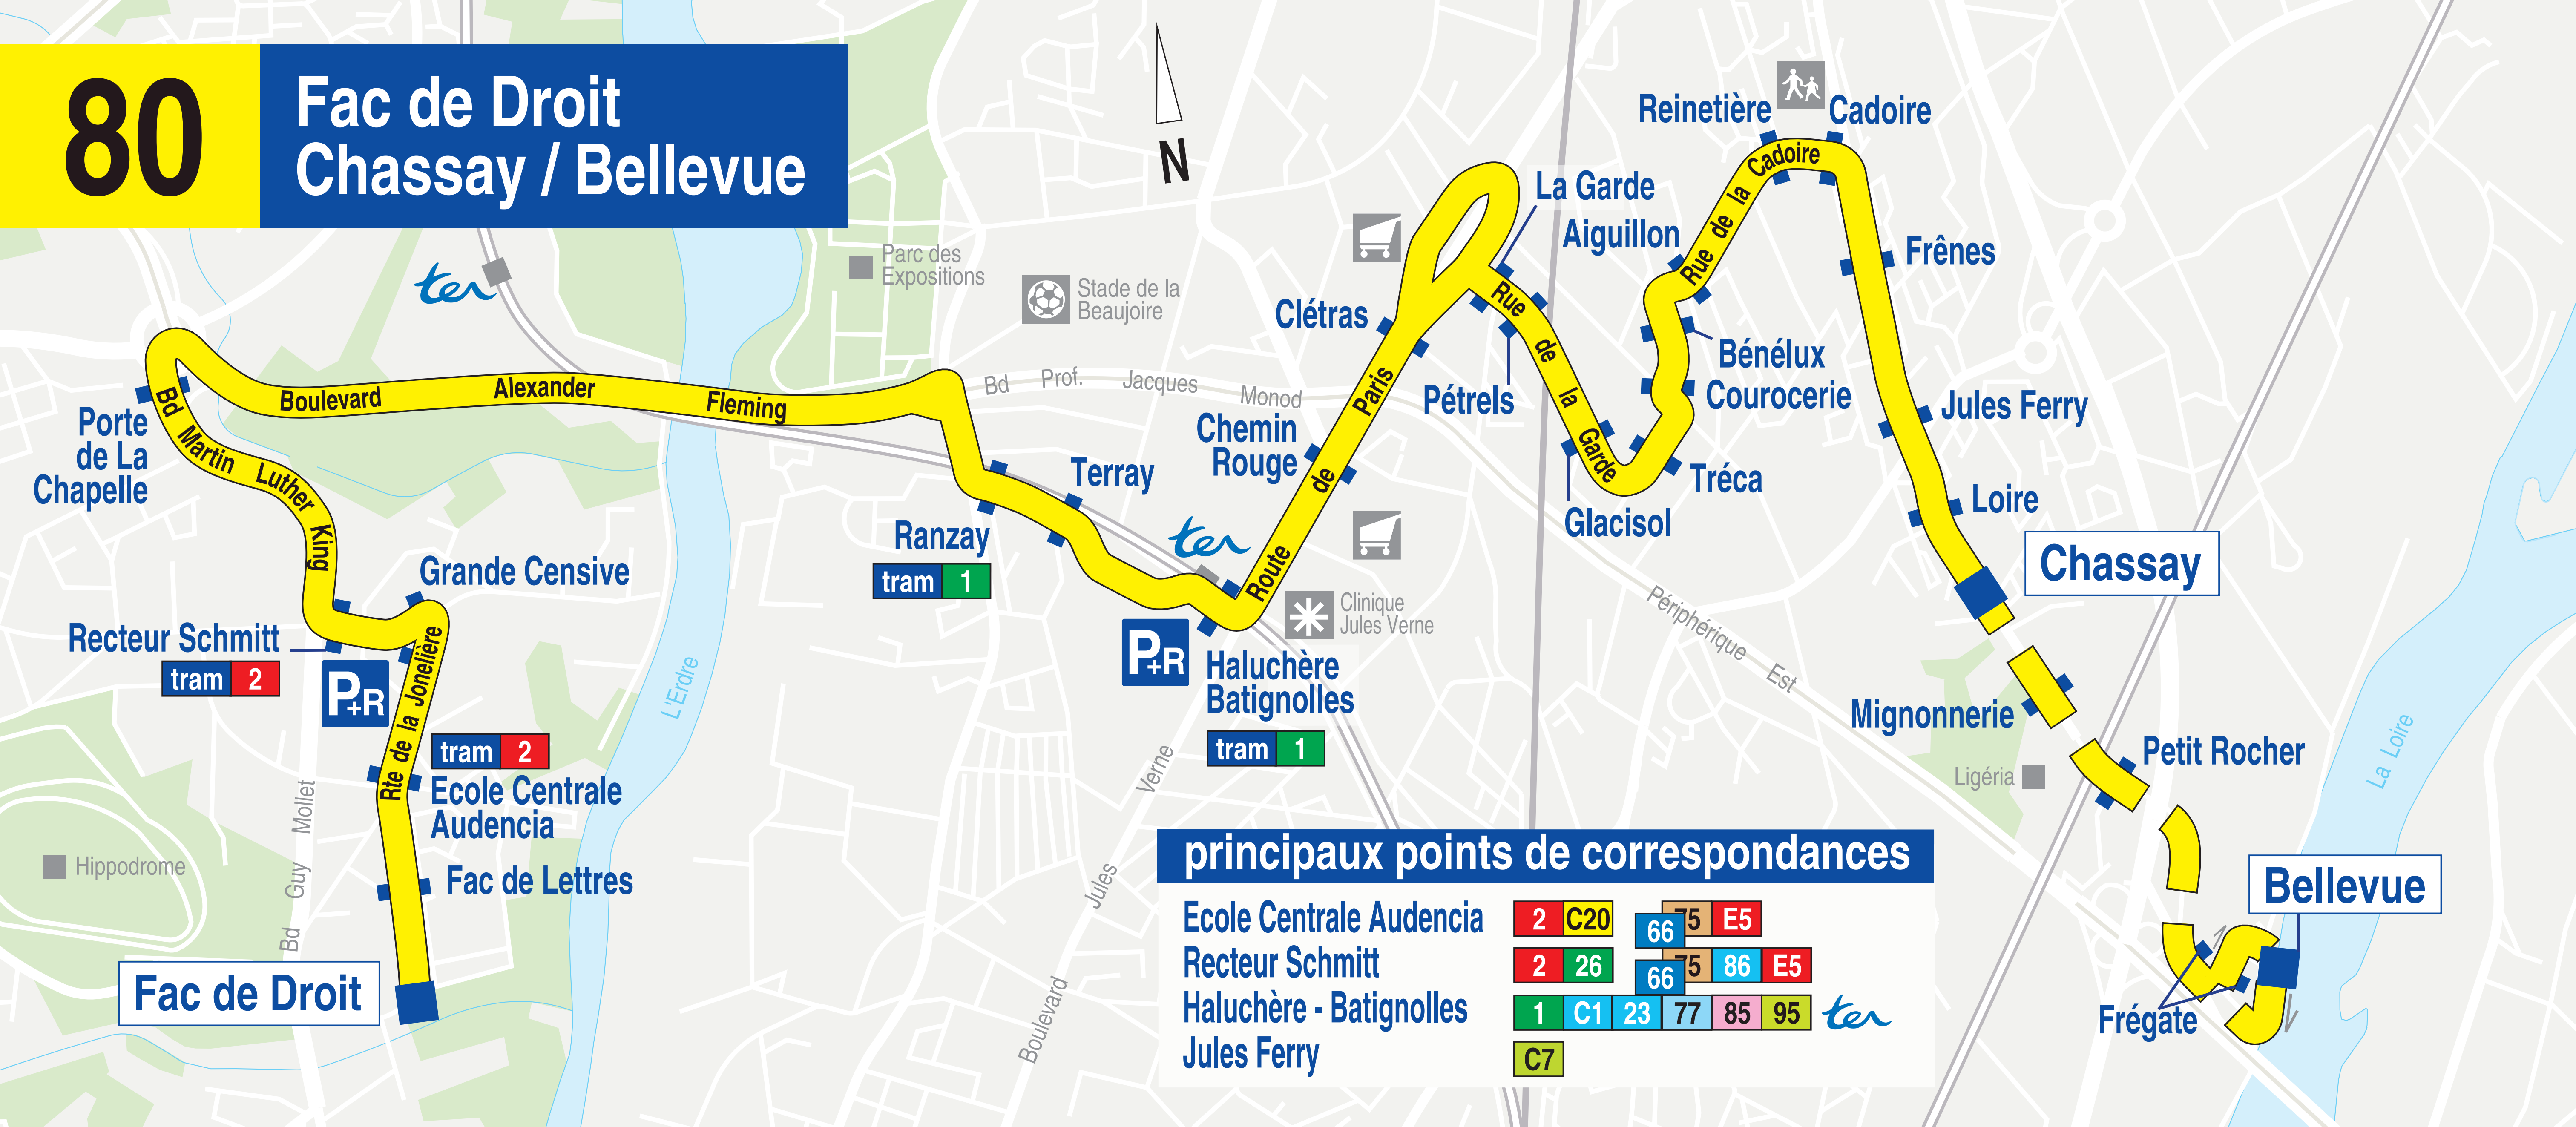 80
Fac de Droit
Chassay / Bellevue
N
ter
Parc des
Expositions
Stade de la
Beaujoire
Reinetière
Cadoire
La Garde
Aiguillon
Rue de la Cadoire
Frênes
Clétras
Rue de la Garde
Pétrels
Bénélux
Courocerie
Jules Ferry
Tréca
Glacisol
Loire
Chassay
Bd Prof. Jacques Monod
Boulevard Alexander Fleming
Porte
de La
Chapelle
Bd Martin Luther King
Chemin
Rouge
Route de Paris
Terray
Ranzay
tram 1
ter
Clinique
Jules Verne
P+R
Haluchère
Batignolles
tram 1
Périphérique Est
Grande Censive
Recteur Schmitt
tram 2
P+R
Rte de la Jonelière
tram 2
Ecole Centrale
Audencia
Fac de Lettres
Fac de Droit
L'Erdre
Hippodrome
Bd Guy Mollet
Boulevard Jules Verne
Mignonnerie
Petit Rocher
Ligéria
La Loire
Bellevue
Frégate
principaux points de correspondances
Ecole Centrale Audencia 2 C20 66 75 E5
Recteur Schmitt 2 26 66 75 86 E5
Haluchère - Batignolles 1 C1 23 77 85 95 ter
Jules Ferry C7